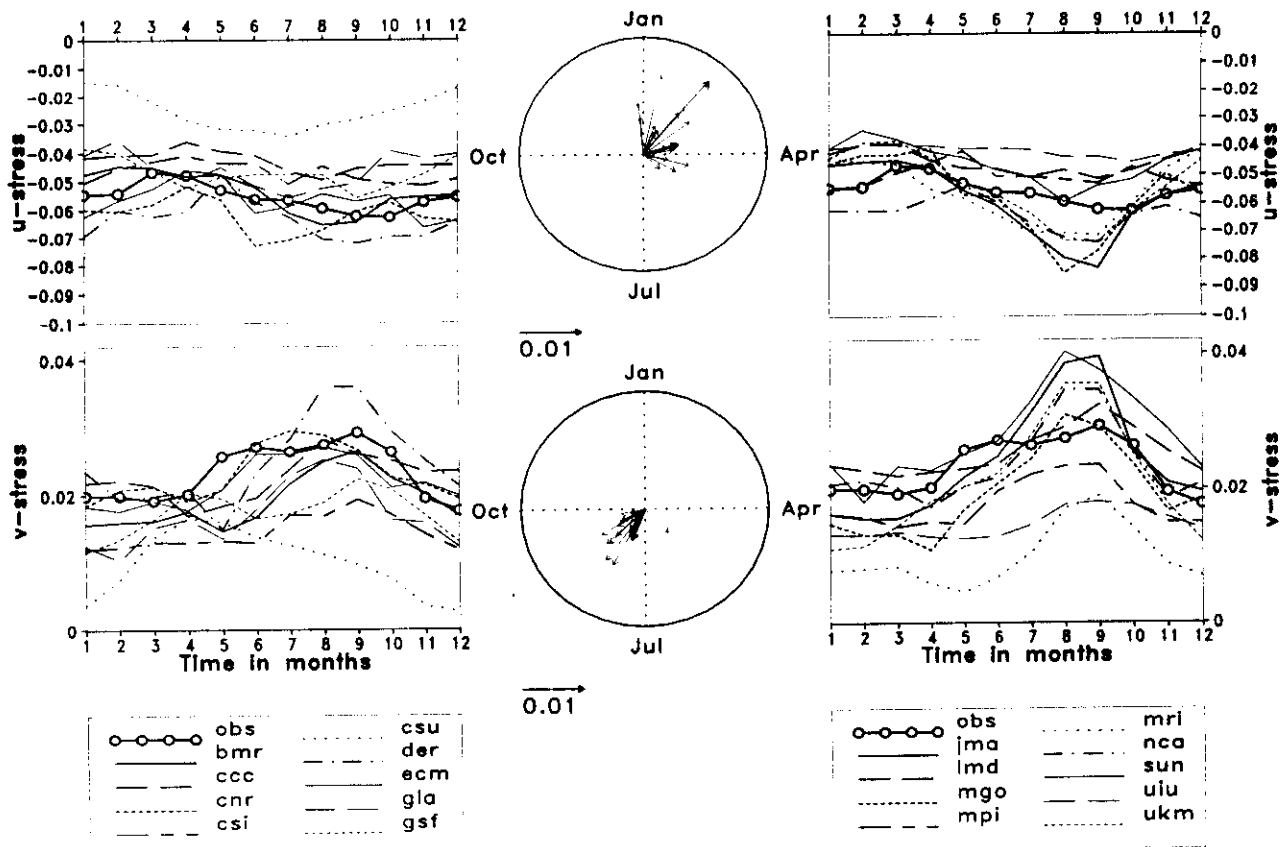 1 2 3 4 5 6 7 8 9 10 11 12
0
-0.01
-0.02
-0.03
-0.04
-0.05
-0.06
-0.07
-0.08
-0.09
-0.1
u-stress
Jan
Oct
Apr
Jul
0.01
1 2 3 4 5 6 7 8 9 10 11 12
0
-0.01
-0.02
-0.03
-0.04
-0.05
-0.06
-0.07
-0.08
-0.09
-0.1
u-stress
0.04
0.02
0
v-stress
1 2 3 4 5 6 7 8 9 10 11 12
Time in months
Jan
Oct
Apr
Jul
0.01
0.04
0.02
0
v-stress
1 2 3 4 5 6 7 8 9 10 11 12
Time in months
obs
bmr
ccc
cnr
csi
csu
der
ecm
gla
gsf
obs
jma
lmd
mgo
mpi
mri
nca
sun
uiu
ukm